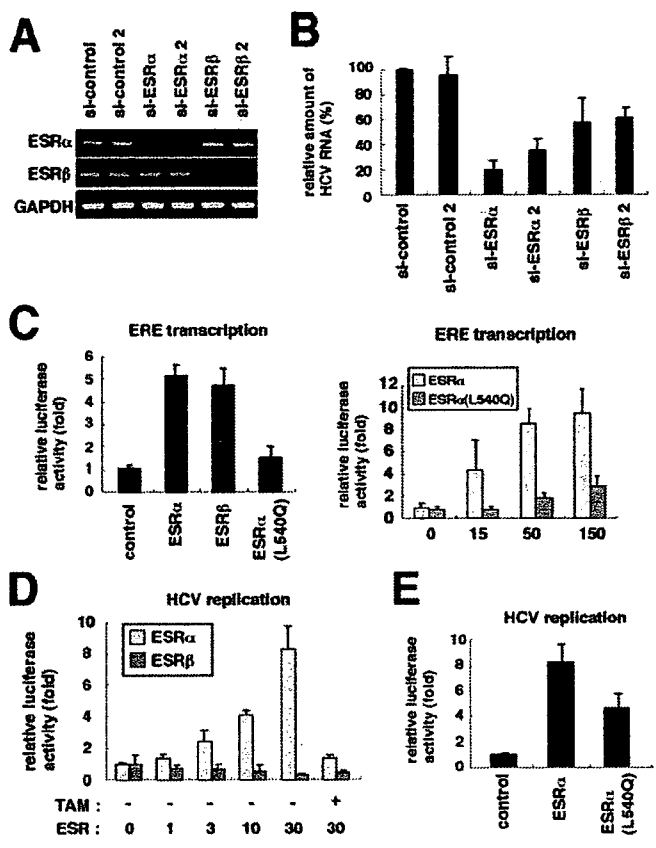 A
si-control
si-control 2
si-ESRα
si-ESRα 2
si-ESRβ
si-ESRβ 2
ESRα
ESRβ
GAPDH
B
relative amount of
HCV RNA (%)
100
80
60
40
20
0
si-control
si-control 2
si-ESRα
si-ESRα 2
si-ESRβ
si-ESRβ 2
C
ERE transcription
relative luciferase
activity (fold)
6
5
4
3
2
1
0
control
ESRα
ESRβ
ESRα
(L540Q)
ERE transcription
relative luciferase
activity (fold)
12
10
8
6
4
2
0
ESRα
ESRα(L540Q)
0 15 50 150
D
HCV replication
relative luciferase
activity (fold)
10
8
6
4
2
0
ESRα
ESRβ
TAM : - - - - - +
ESR : 0 1 3 10 30 30
E
HCV replication
relative luciferase
activity (fold)
10
8
6
4
2
0
control
ESRα
ESRα
(L540Q)